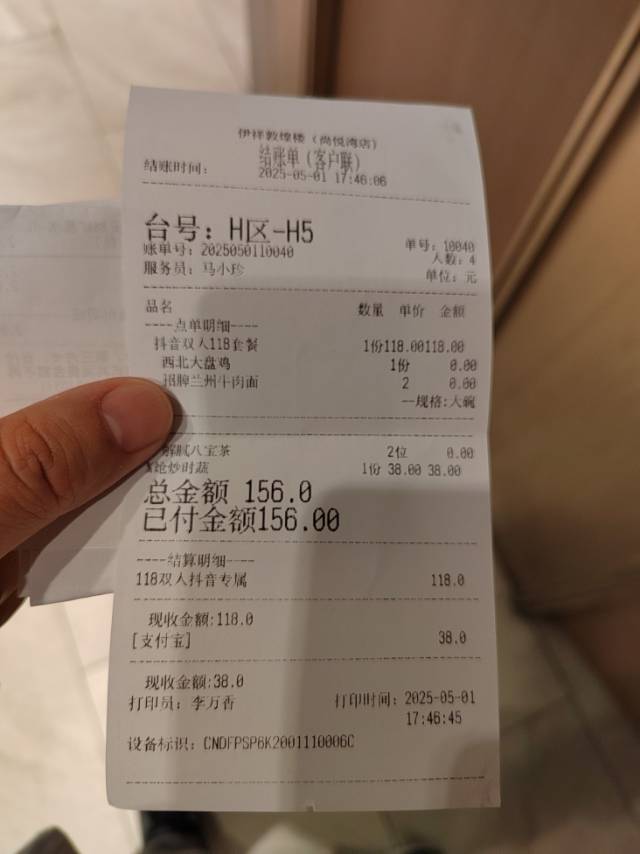 伊祥敦煌楼（尚悦湾店）
结账单（客户联）
结账时间： 2025-05-01 17:46:06
台号：H区-H5
单号：10040
账单号：2025050110040
人数：4
服务员：马小珍
单位：元
品名 数量 单价 金额
----点单明细----
抖音双人118套餐 1份118.00118.00
西北大盘鸡 1份 0.00
招牌兰州牛肉面 2 0.00
--规格:大碗
解腻八宝茶 2位 0.00
炝炒时蔬 1份 38.00 38.00
总金额 156.0
已付金额156.00
----结算明细----
118双人抖音专属 118.0
现收金额:118.0
[支付宝] 38.0
现收金额:38.0
打印员：李万香 打印时间：2025-05-01
17:46:45
设备标识：CNDFPSP6K2001110006C